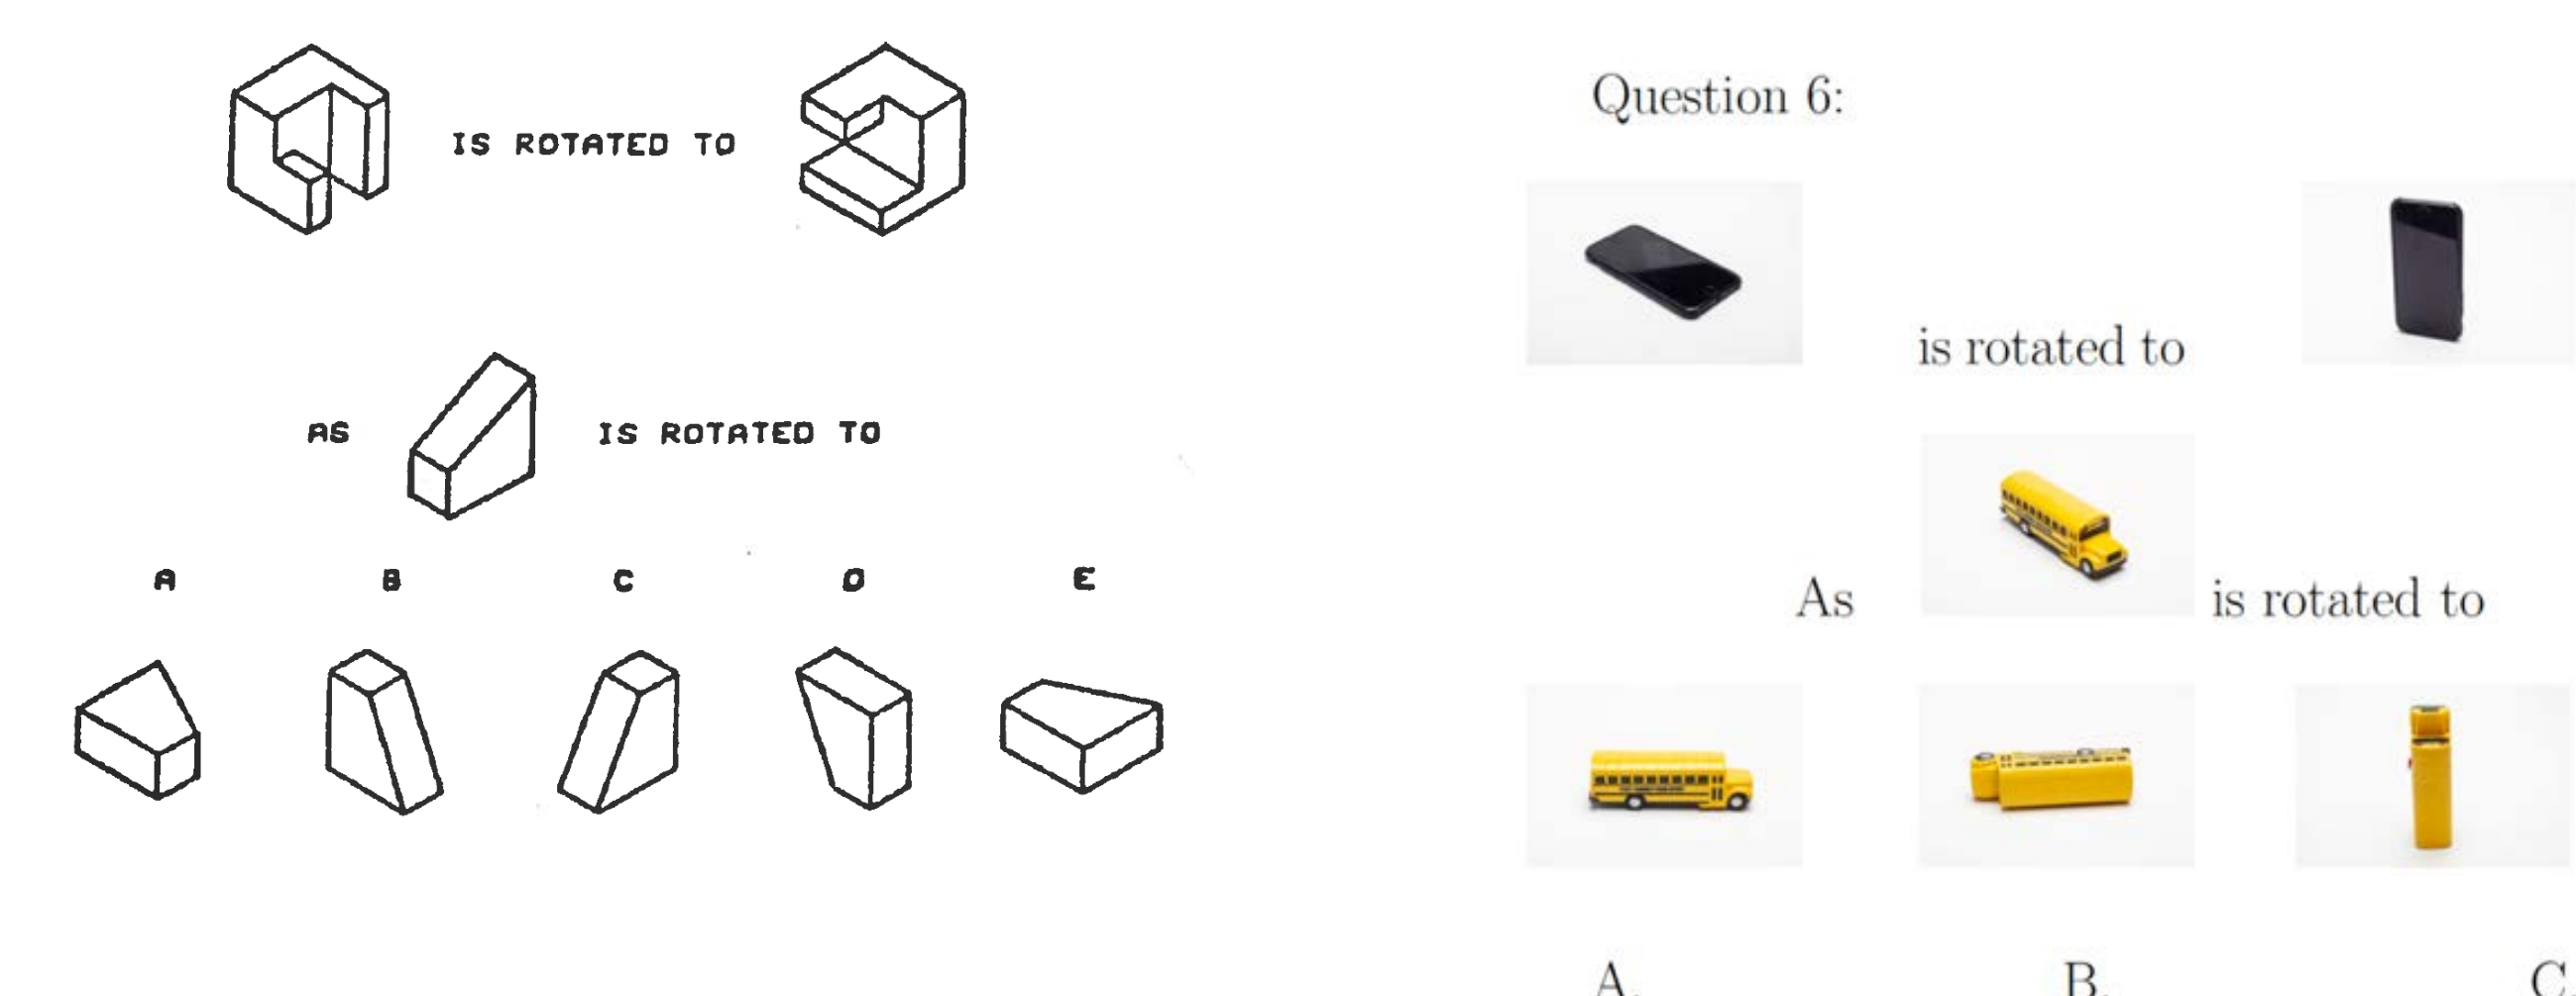 IS ROTATED TO
AS IS ROTATED TO
A B C D E
Question 6:
is rotated to
As is rotated to
A. B. C.